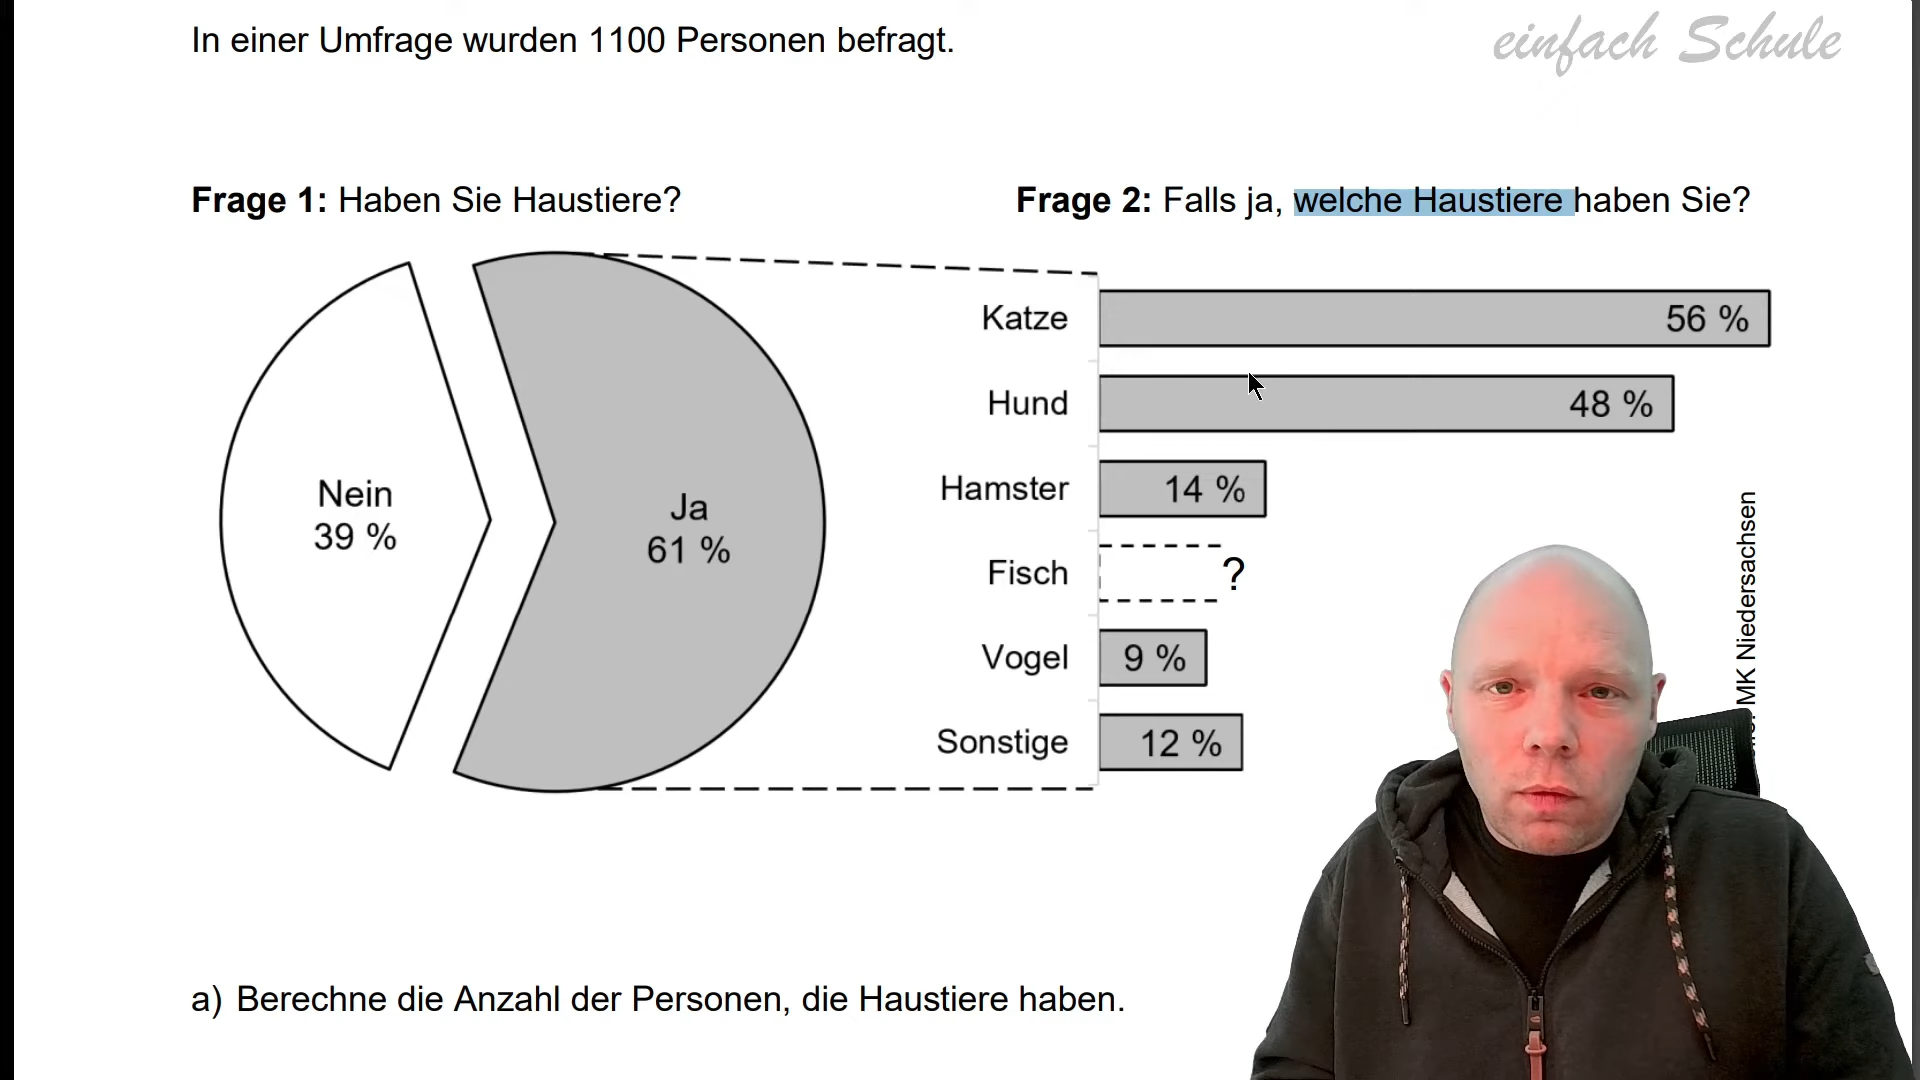 einfach Schule
In einer Umfrage wurden 1100 Personen befragt.
Frage 1: Haben Sie Haustiere?
Nein
39 %
Ja
61 %
Frage 2: Falls ja, welche Haustiere haben Sie?
Katze 56 %
Hund 48 %
Hamster 14 %
Fisch ?
Vogel 9 %
Sonstige 12 %
MK Niedersachsen
a) Berechne die Anzahl der Personen, die Haustiere haben.